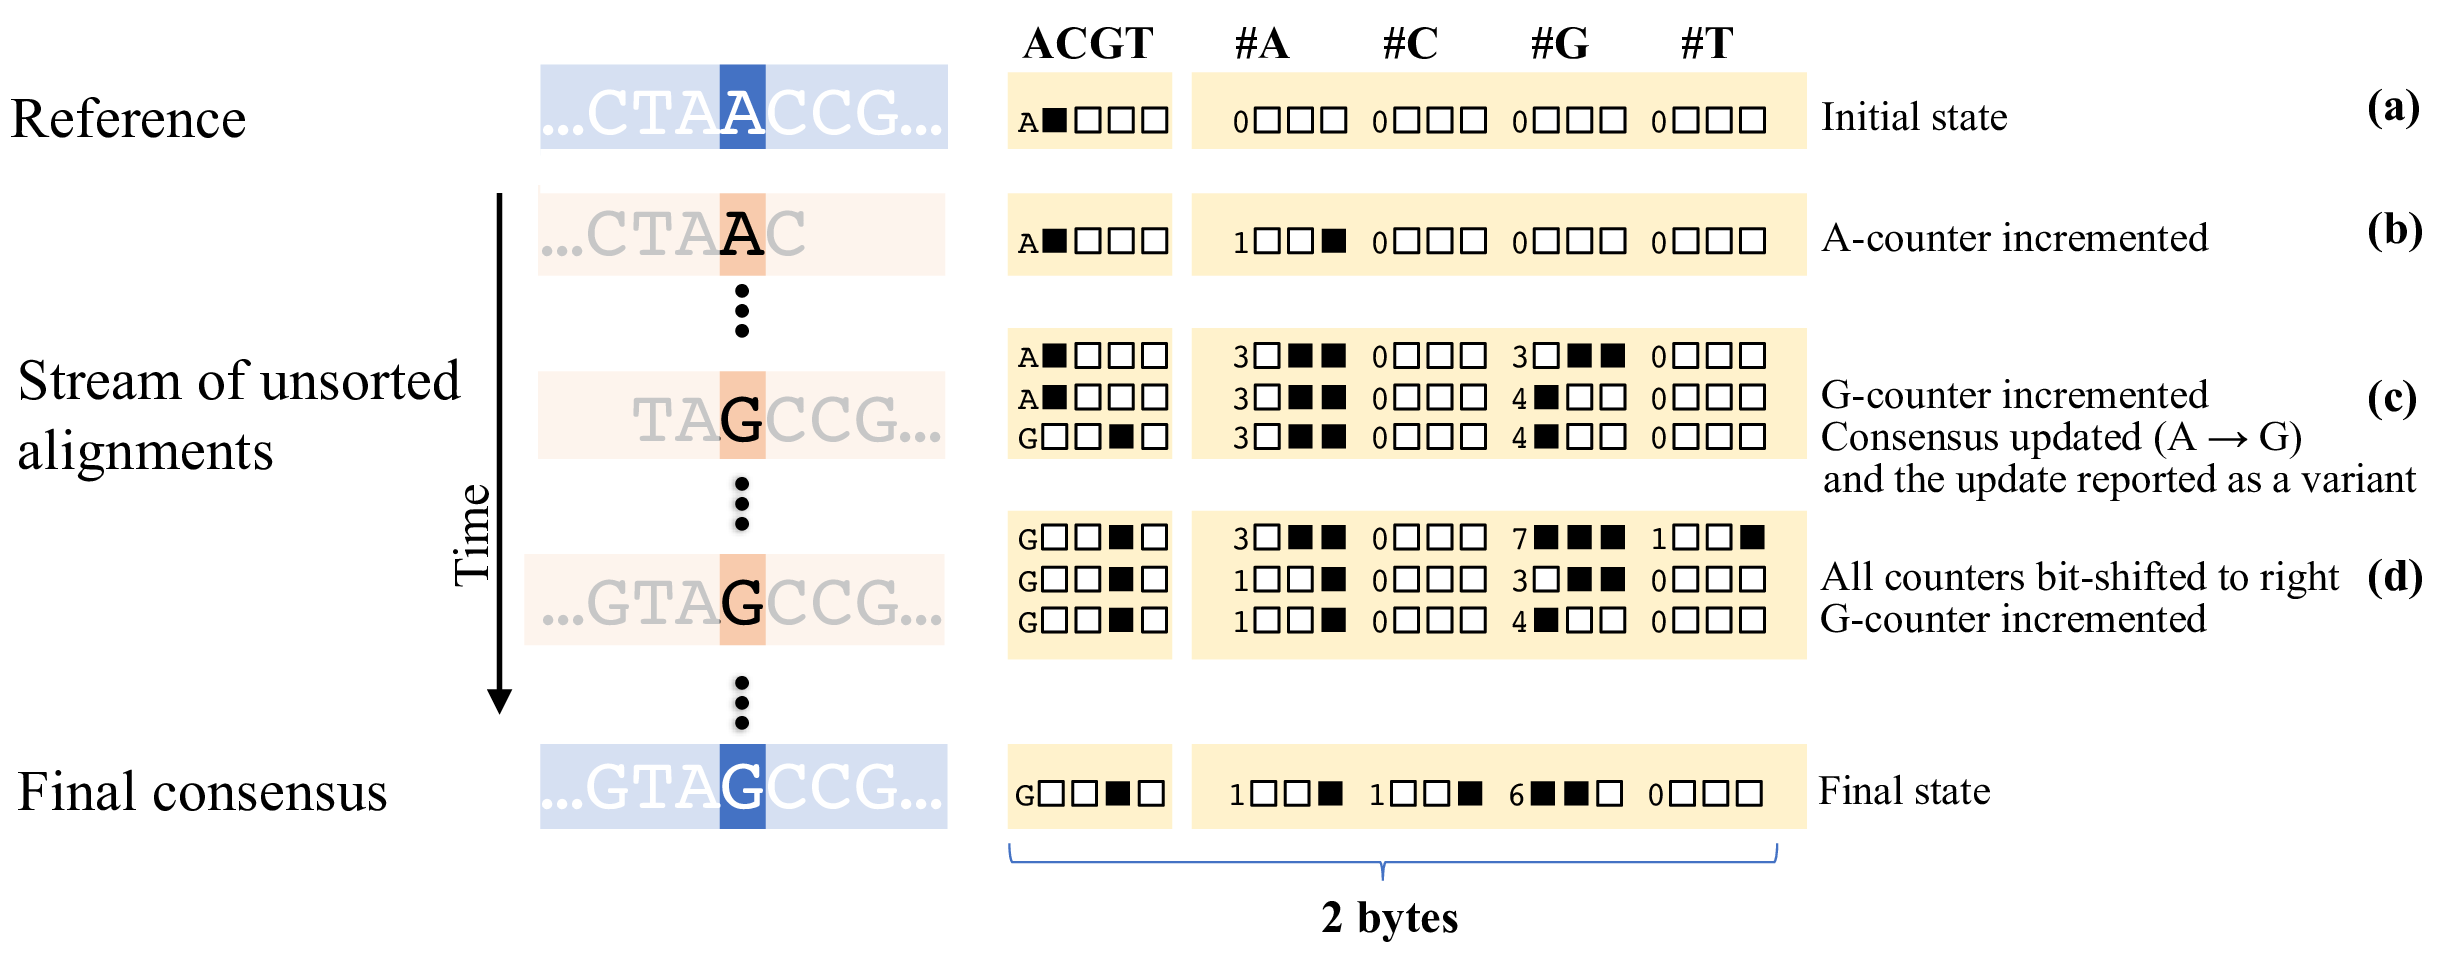 ACGT #A #C #G #T
Reference ...CTAACCG... A 0 0 0 0 Initial state (a)
...CTAAC A 1 0 0 0 A-counter incremented (b)
A 3 0 3 0
Stream of unsorted
alignments
TAGCCG...
A 3 0 4 0 G-counter incremented (c)
G 3 0 4 0 Consensus updated (A → G)
and the update reported as a variant
Time
G 3 0 7 1
...GTAGCCG... G 1 0 3 0 All counters bit-shifted to right (d)
G 1 0 4 0 G-counter incremented
Final consensus ...GTAGCCG... G 1 1 6 0 Final state
2 bytes